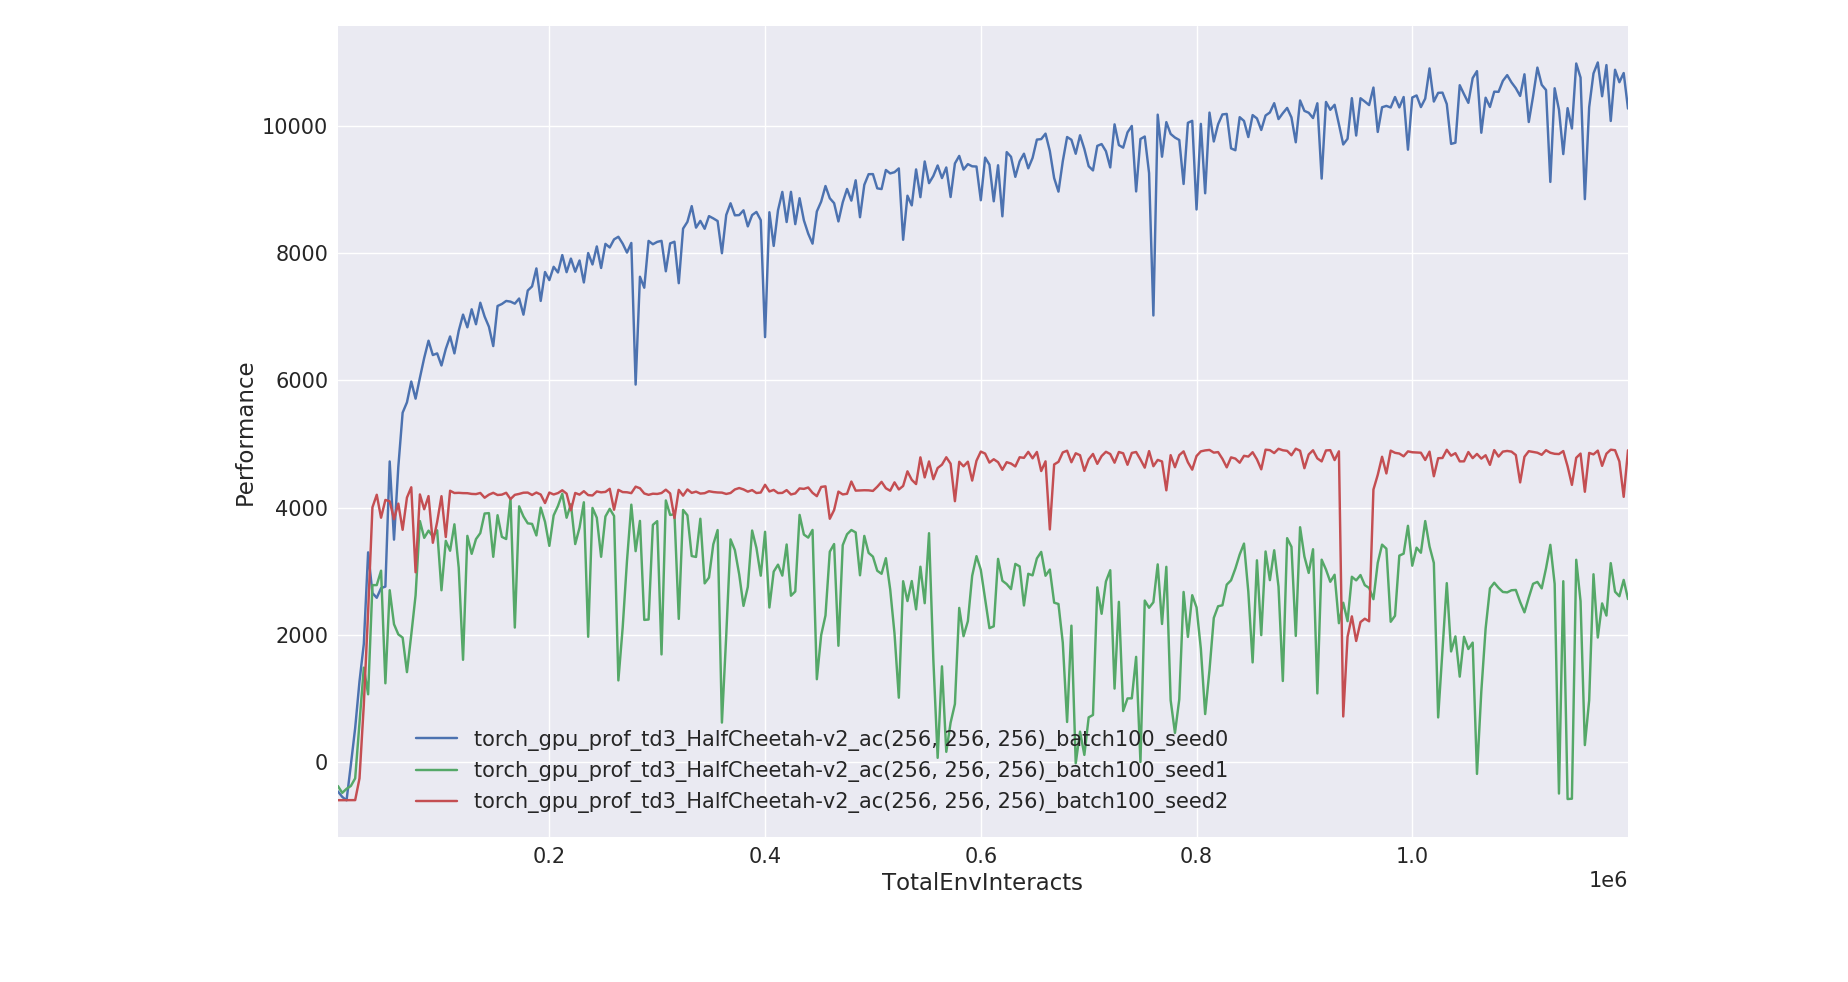 10000
8000
6000
4000
2000
0
Performance
torch_gpu_prof_td3_HalfCheetah-v2_ac(256, 256, 256)_batch100_seed0
torch_gpu_prof_td3_HalfCheetah-v2_ac(256, 256, 256)_batch100_seed1
torch_gpu_prof_td3_HalfCheetah-v2_ac(256, 256, 256)_batch100_seed2
0.2 0.4 0.6 0.8 1.0
TotalEnvInteracts
1e6